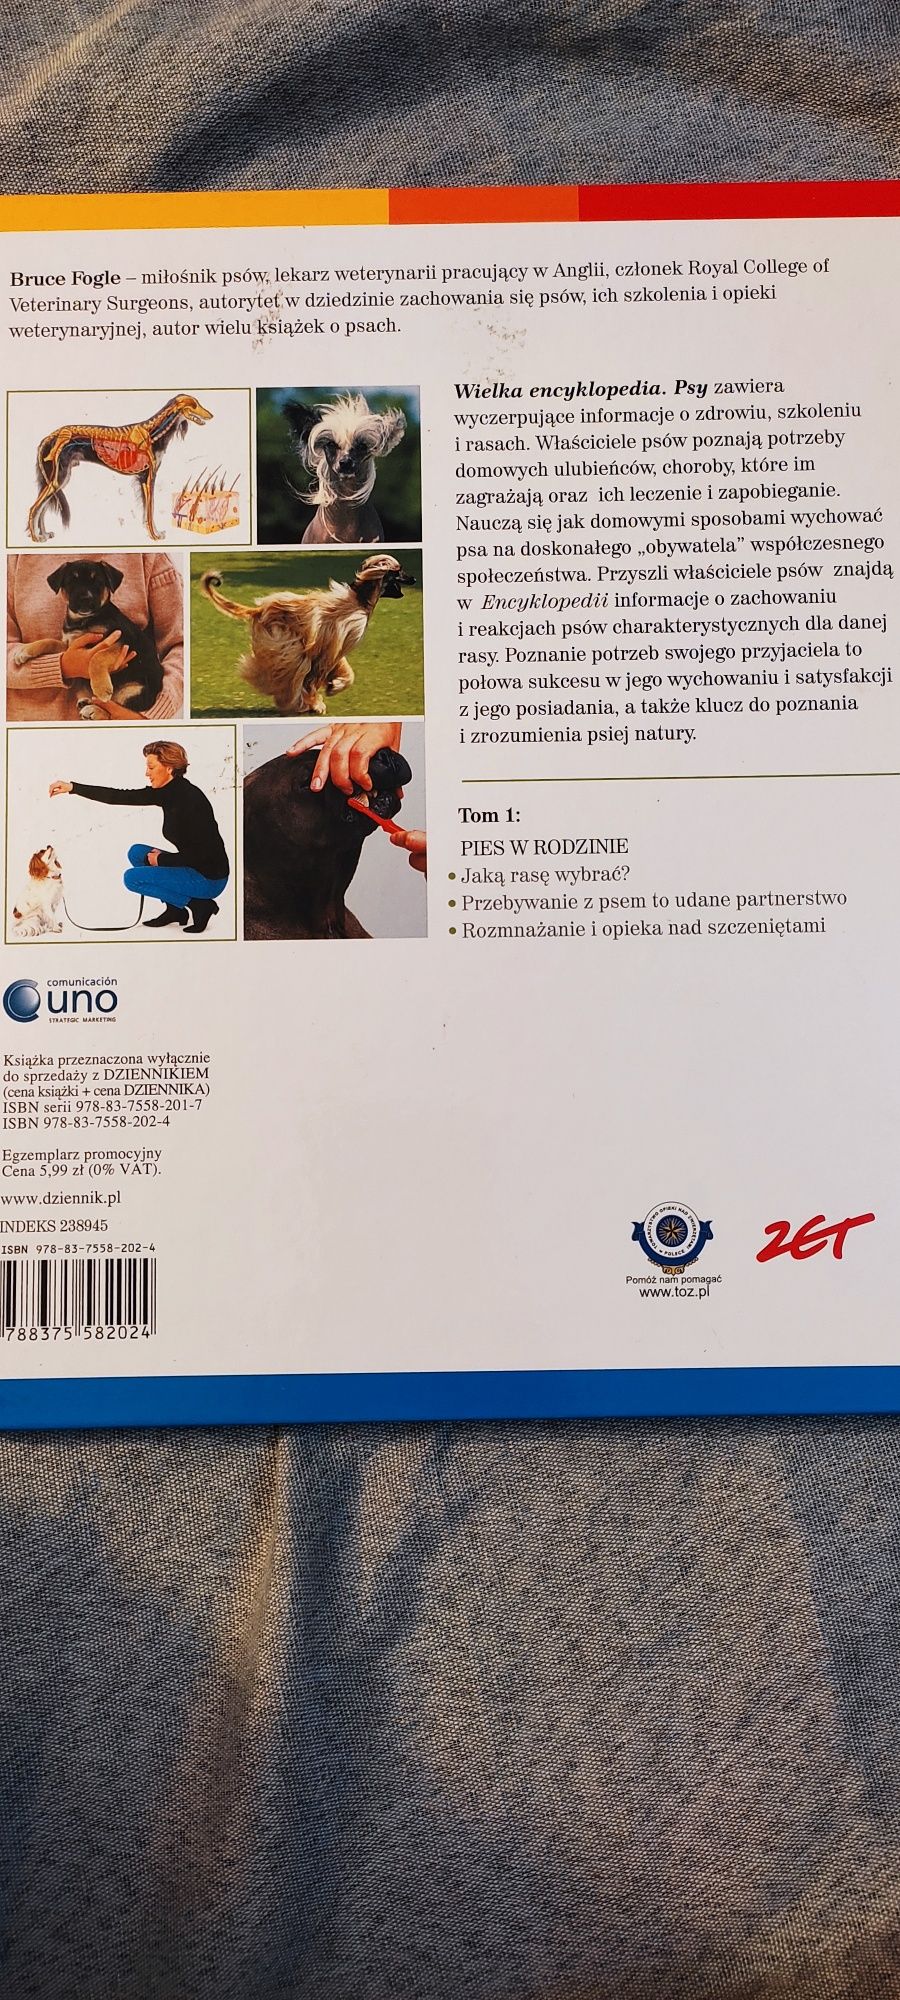 Bruce Fogle – miłośnik psów, lekarz weterynarii pracujący w Anglii, członek Royal College of
Veterinary Surgeons, autorytet w dziedzinie zachowania się psów, ich szkolenia i opieki
weterynaryjnej, autor wielu książek o psach.
Wielka encyklopedia. Psy zawiera
wyczerpujące informacje o zdrowiu, szkoleniu
i rasach. Właściciele psów poznają potrzeby
domowych ulubieńców, choroby, które im
zagrażają oraz ich leczenie i zapobieganie.
Nauczą się jak domowymi sposobami wychować
psa na doskonałego „obywatela” współczesnego
społeczeństwa. Przyszli właściciele psów znajdą
w Encyklopedii informacje o zachowaniu
i reakcjach psów charakterystycznych dla danej
rasy. Poznanie potrzeb swojego przyjaciela to
połowa sukcesu w jego wychowaniu i satysfakcji
z jego posiadania, a także klucz do poznania
i zrozumienia psiej natury.
Tom 1:
PIES W RODZINIE
• Jaką rasę wybrać?
• Przebywanie z psem to udane partnerstwo
• Rozmnażanie i opieka nad szczeniętami
comunicación
uno
STRATEGIC MARKETING
Książka przeznaczona wyłącznie
do sprzedaży z DZIENNIKIEM
(cena książki + cena DZIENNIKA)
ISBN serii 978-83-7558-201-7
ISBN 978-83-7558-202-4
Egzemplarz promocyjny
Cena 5,99 zł (0% VAT).
www.dziennik.pl
INDEKS 238945
ISBN 978-83-7558-202-4
788375 582024
TOWARZYSTWO OPIEKI NAD ZWIERZĘTAMI
W POLSCE
Pomóż nam pomagać
www.toz.pl
ZET